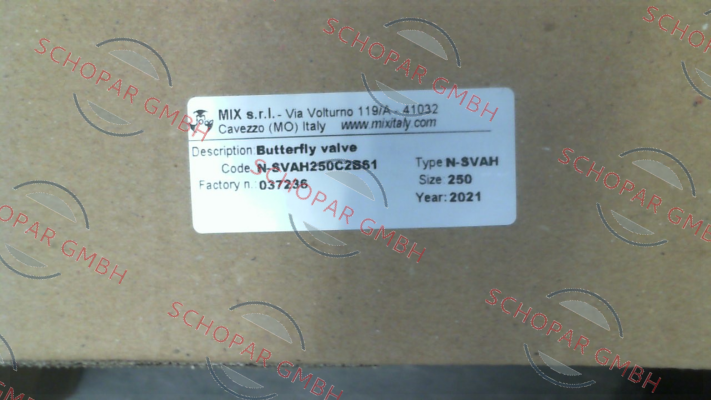 MIX s.r.l. - Via Volturno 119/A - 41032
Cavezzo (MO) Italy www.mixitaly.com
Description: Butterfly valve
Code: N-SVAH250C2BS1
Type: N-SVAH
Factory n.: 037236
Size: 250
Year: 2021
SCHOPAR GMBH
SCHOPAR GMBH
SCHOPAR GMBH
SCHOPAR GMBH
SCHOPAR GMBH
SCHOPAR GMBH
SCHOPAR GMBH
SCHOPAR GMBH